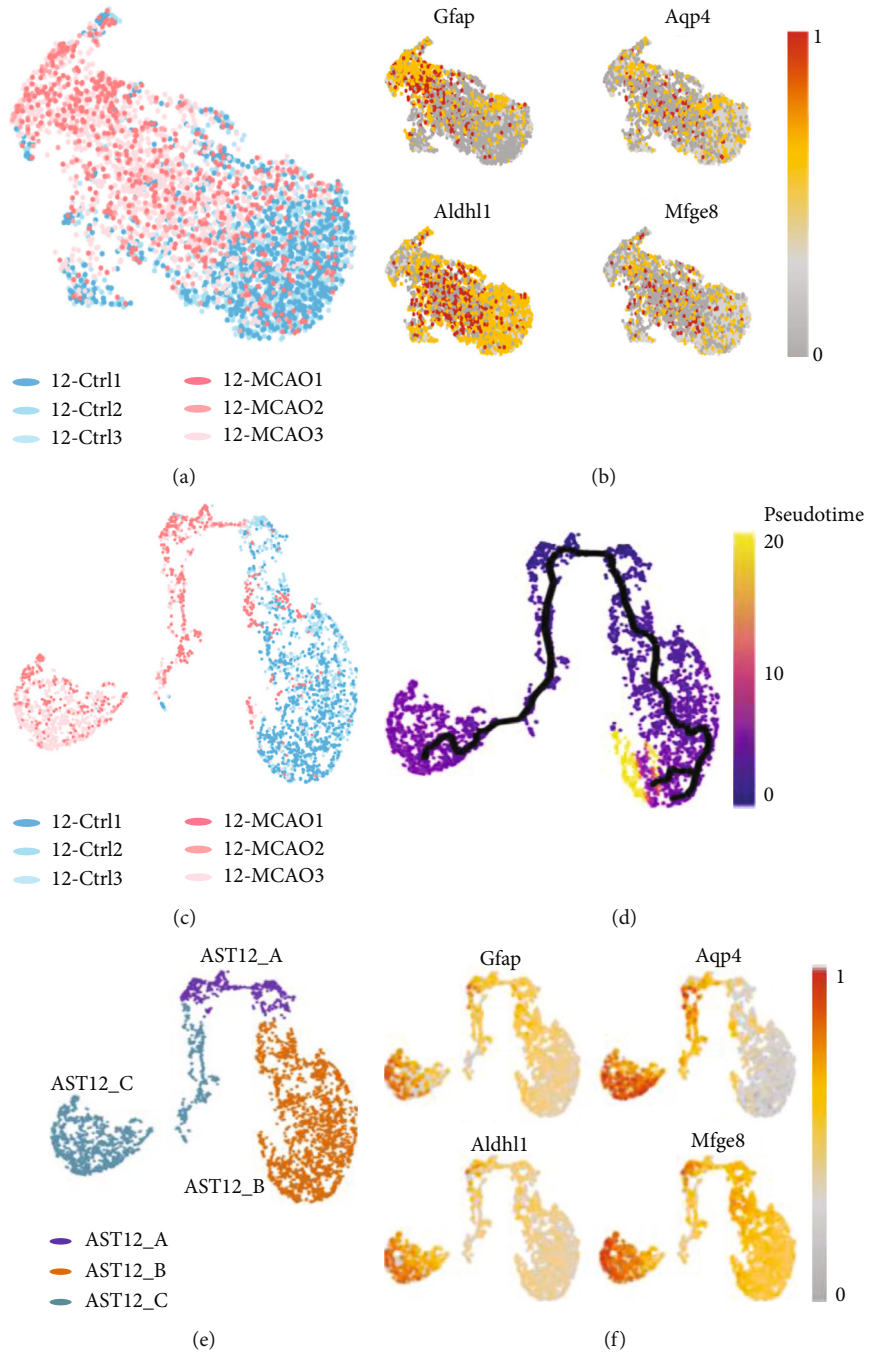 Gfap
Aqp4
1
Aldhl1
Mfge8
0
12-Ctrl1
12-MCAO1
12-Ctrl2
12-MCAO2
12-Ctrl3
12-MCAO3
(a)
(b)
Pseudotime
20
10
0
12-Ctrl1
12-MCAO1
12-Ctrl2
12-MCAO2
12-Ctrl3
12-MCAO3
(c)
(d)
AST12_A
AST12_C
AST12_B
AST12_A
AST12_B
AST12_C
(e)
Gfap
Aqp4
1
Aldhl1
Mfge8
0
(f)